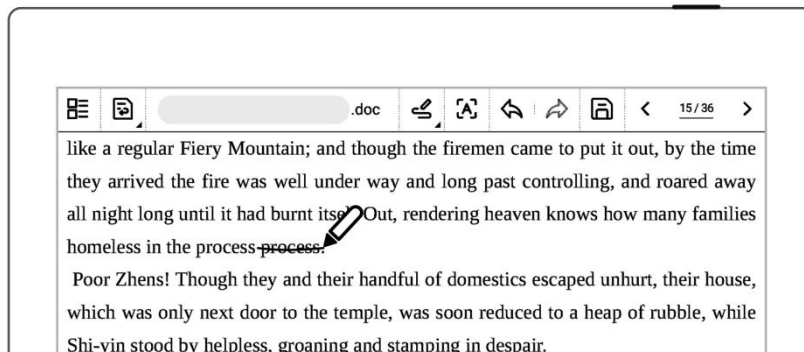 .doc
15 / 36
like a regular Fiery Mountain; and though the firemen came to put it out, by the time
they arrived the fire was well under way and long past controlling, and roared away
all night long until it had burnt itself Out, rendering heaven knows how many families
homeless in the process process.
Poor Zhens! Though they and their handful of domestics escaped unhurt, their house,
which was only next door to the temple, was soon reduced to a heap of rubble, while
Shi-yin stood by helpless, groaning and stamping in despair.